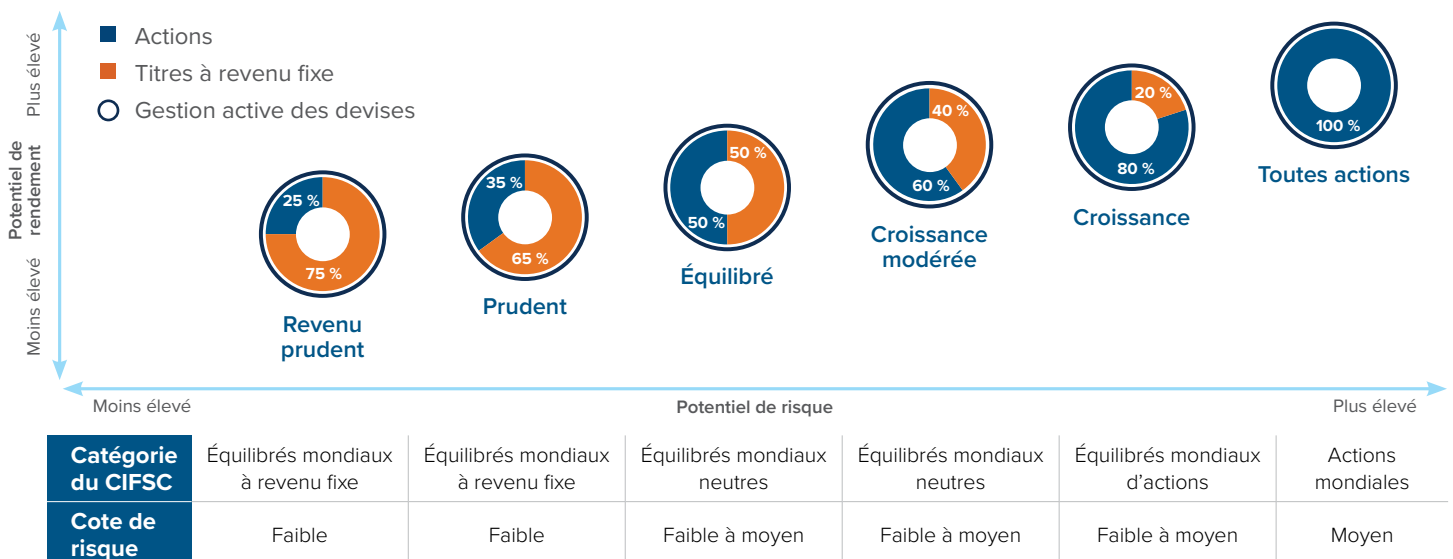 Plus élevé
Potentiel de
rendement
Moins élevé
Actions
Titres à revenu fixe
Gestion active des devises
25 %
75 %
Revenu
prudent
35 %
65 %
Prudent
50 %
50 %
Équilibré
40 %
60 %
Croissance
modérée
20 %
80 %
Croissance
100 %
Toutes actions
Moins élevé
Potentiel de risque
Plus élevé
Catégorie
du CIFSC
Équilibrés mondiaux
à revenu fixe
Équilibrés mondiaux
à revenu fixe
Équilibrés mondiaux
neutres
Équilibrés mondiaux
neutres
Équilibrés mondiaux
d’actions
Actions
mondiales
Cote de
risque
Faible
Faible
Faible à moyen
Faible à moyen
Faible à moyen
Moyen